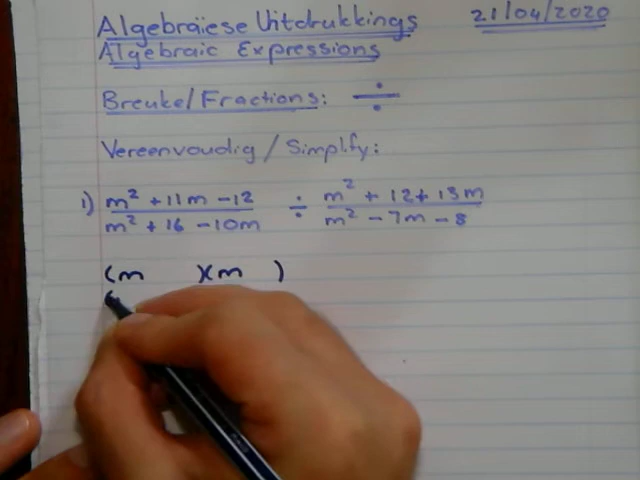 Algebraïese Uitdrukkings 21/04/2020
Algebraic Expressions
Breuke/Fractions: ÷
Vereenvoudig / Simplify:
1) m² + 11m - 12 ÷ m² + 12 + 13m
m² + 16 - 10m m² - 7m - 8
(m )(m )
(